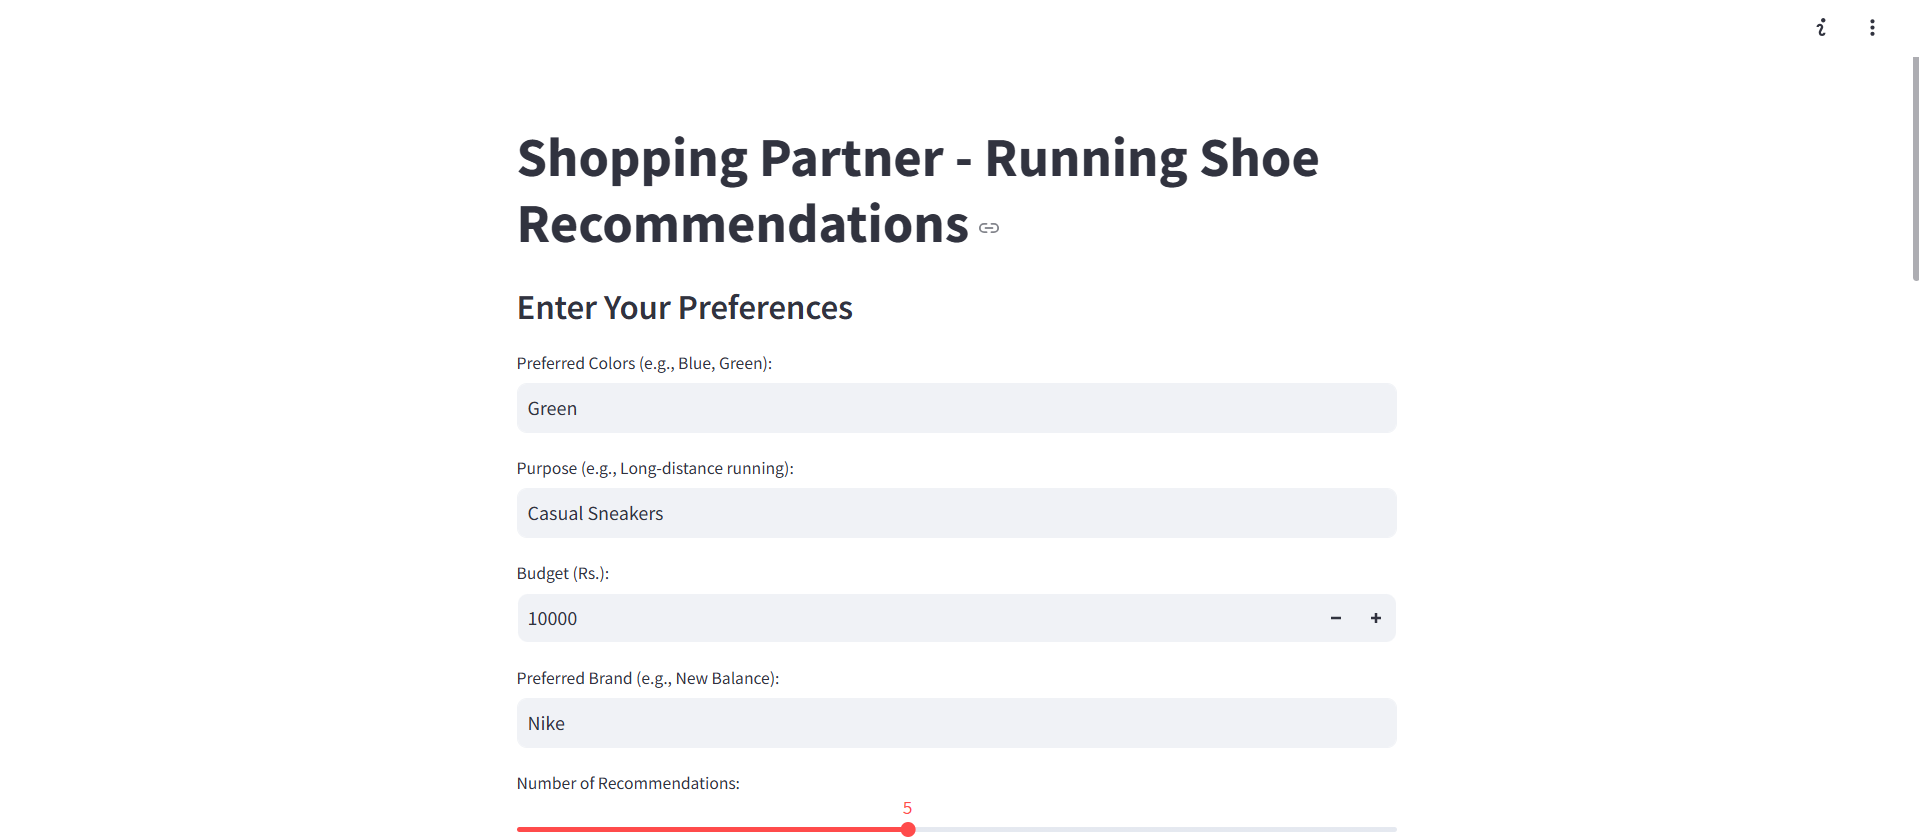 Shopping Partner - Running Shoe
Recommendations
Enter Your Preferences
Preferred Colors (e.g., Blue, Green):
Green
Purpose (e.g., Long-distance running):
Casual Sneakers
Budget (Rs.):
10000
Preferred Brand (e.g., New Balance):
Nike
Number of Recommendations:
5